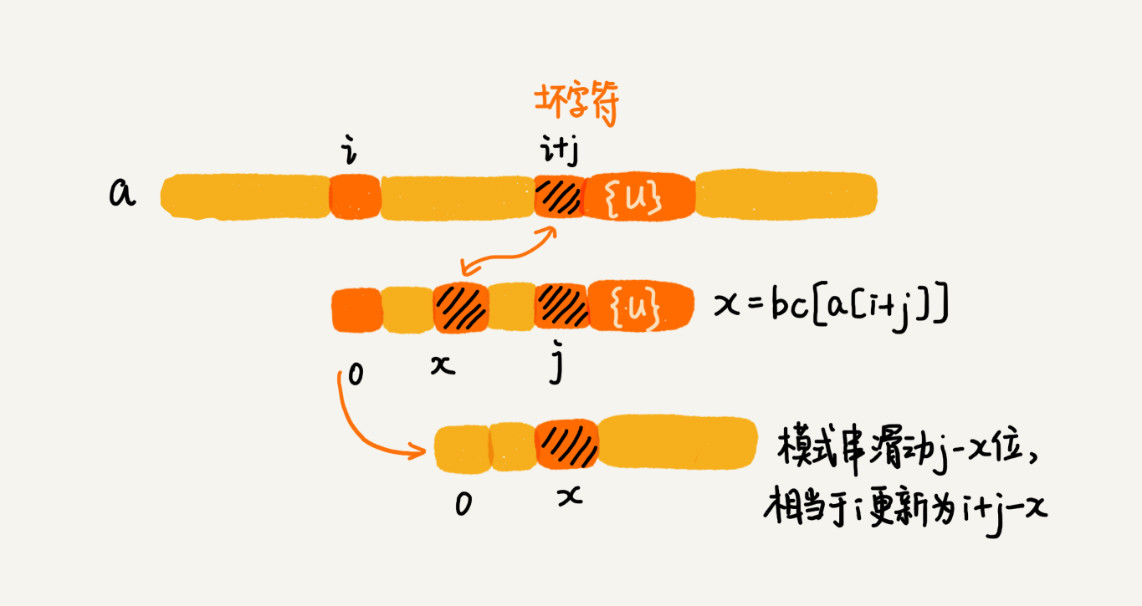 坏字符
i
i+j
a
{u}
{u}
x=bc[a[i+j]]
0
x
j
模式串滑动j-x位,
相当于i更新为i+j-x
0
x